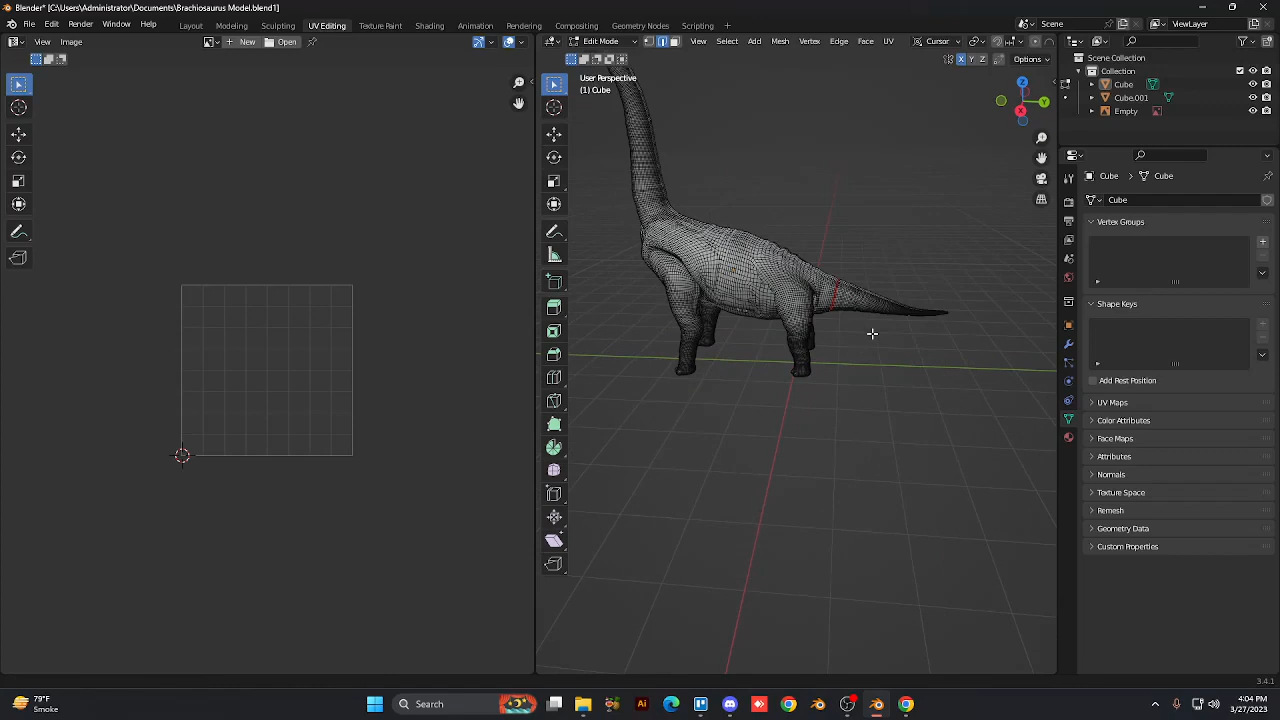 Blender* [C:\Users\Administrator\Documents\Brachiosaurus Model.blend1]
File Edit Render Window Help Layout Modeling Sculpting UV Editing Texture Paint Shading Animation Rendering Compositing Geometry Nodes Scripting + Scene ViewLayer
View Image + New Open Edit Mode View Select Add Mesh Vertex Edge Face UV Cursor
X Y Z Options
Scene Collection
Collection
Cube
Cube.001
Empty
User Perspective
(1) Cube
Z
Y
X
Cube Cube
Cube
Vertex Groups
Shape Keys
Add Rest Position
UV Maps
Color Attributes
Face Maps
Attributes
Normals
Texture Space
Remesh
Geometry Data
Custom Properties
3.4.1
79°F
Sunny
Search
4:04 PM
3/27/2023